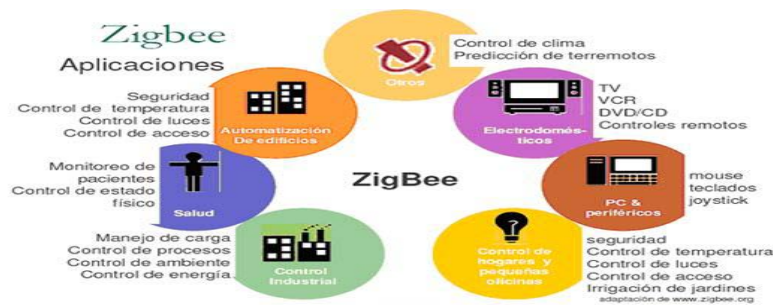 Zigbee
Aplicaciones
Otros
Control de clima
Predicción de terremotos
Seguridad
Control de temperatura
Control de luces
Control de acceso
Automatización
De edificios
Electrodomés-
ticos
TV
VCR
DVD/CD
Controles remotos
Monitoreo de
pacientes
Control de estado
físico
Salud
ZigBee
PC &
periféricos
mouse
teclados
joystick
Manejo de carga
Control de procesos
Control de ambiente
Control de energía
Control
Industrial
Control de
hogares y
pequeñas
oficinas
seguridad
Control de temperatura
Control de luces
Control de acceso
Irrigación de jardines
adaptación de www.zigbee.org